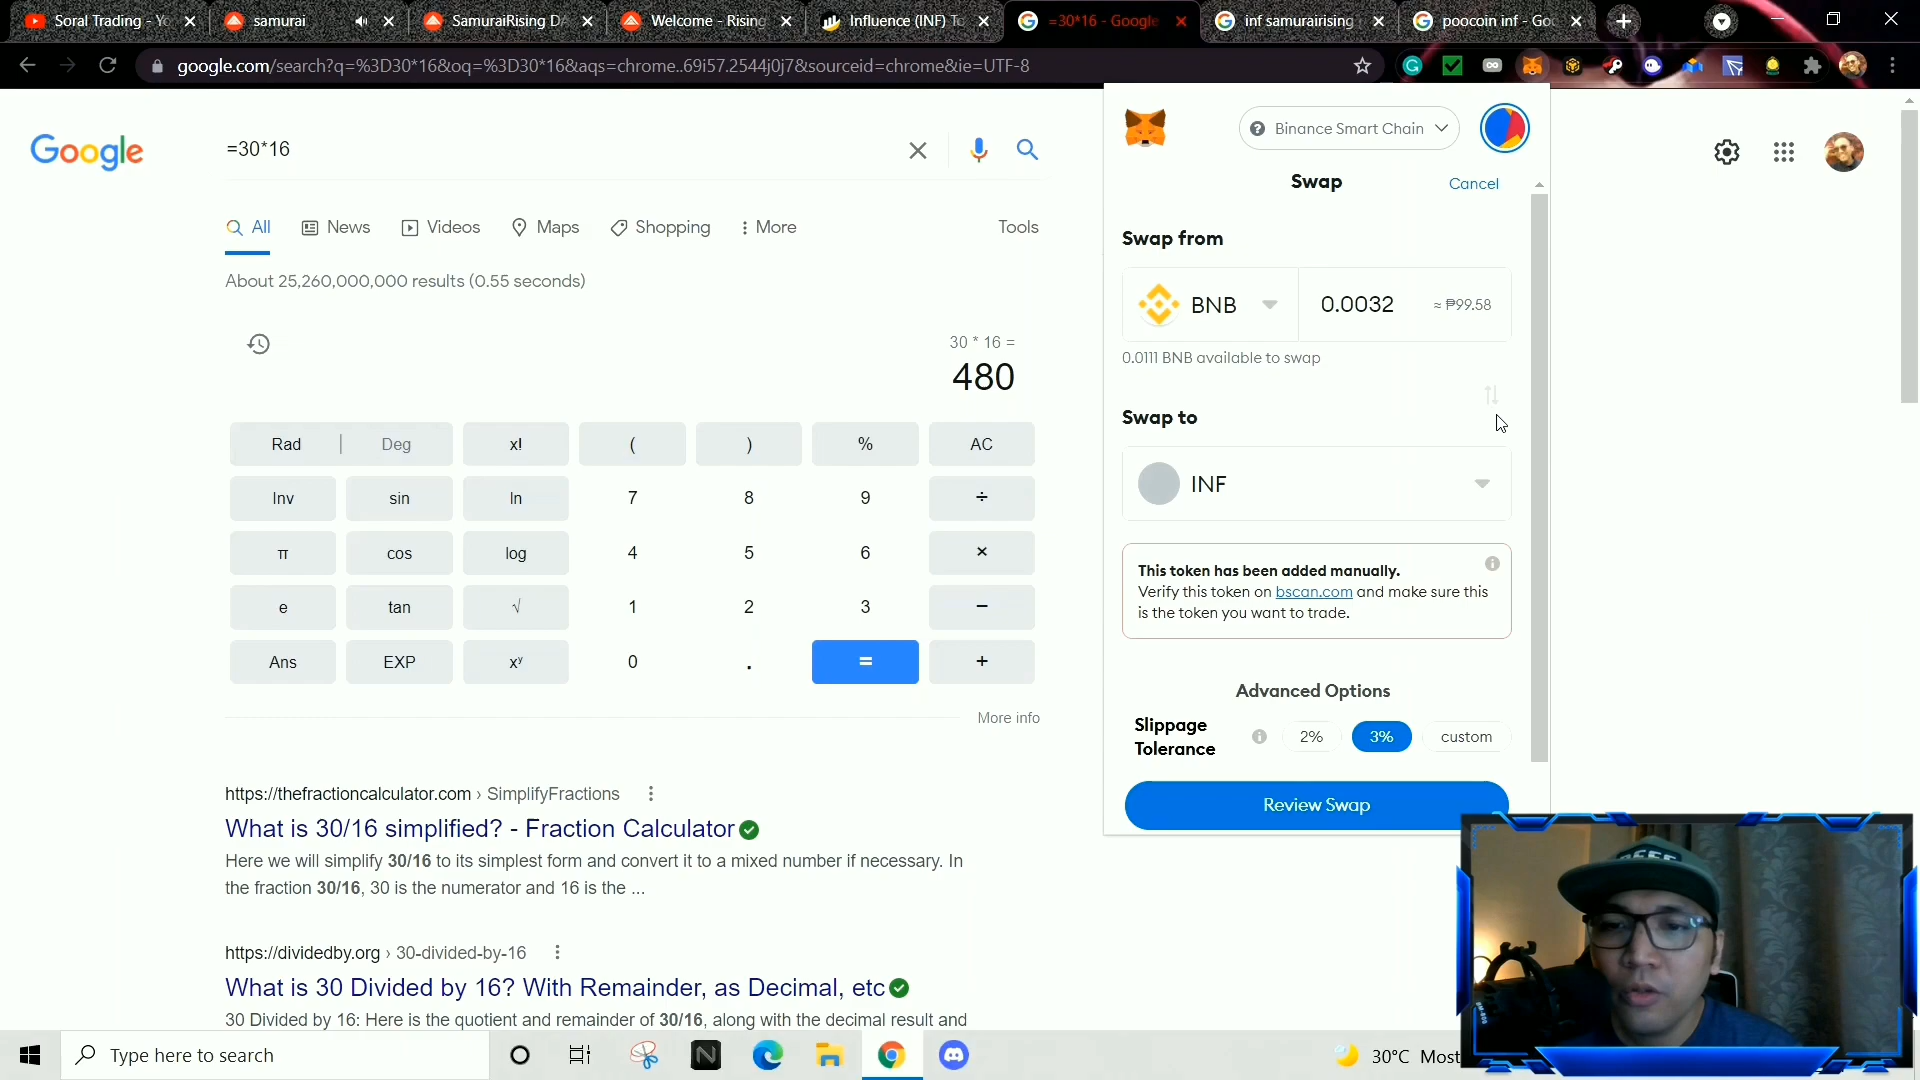 Soral Trading - Yo
samurai
SamuraiRising DA
Welcome - Rising
Influence (INF) To
=30*16 - Google
inf samurairising
poocoin inf - Goo
google.com/search?q=%3D30*16&oq=%3D30*16&aqs=chrome..69i57.2544j0j7&sourceid=chrome&ie=UTF-8
Google
=30*16
All
News
Videos
Maps
Shopping
More
Tools
About 25,260,000,000 results (0.55 seconds)
30 * 16 =
480
Rad | Deg x! ( ) % AC
Inv sin ln 7 8 9 ÷
π cos log 4 5 6 ×
e tan √ 1 2 3 −
Ans EXP xʸ 0 . = +
More info
https://thefractioncalculator.com › SimplifyFractions
What is 30/16 simplified? - Fraction Calculator
Here we will simplify 30/16 to its simplest form and convert it to a mixed number if necessary. In
the fraction 30/16, 30 is the numerator and 16 is the ...
https://dividedby.org › 30-divided-by-16
What is 30 Divided by 16? With Remainder, as Decimal, etc
30 Divided by 16: Here is the quotient and remainder of 30/16, along with the decimal result and
Binance Smart Chain
Swap
Cancel
Swap from
BNB
0.0032
≈ ₱99.58
0.0111 BNB available to swap
Swap to
INF
This token has been added manually.
Verify this token on bscan.com and make sure this
is the token you want to trade.
Advanced Options
Slippage
Tolerance
2%
3%
custom
Review Swap
Type here to search
30°C Most